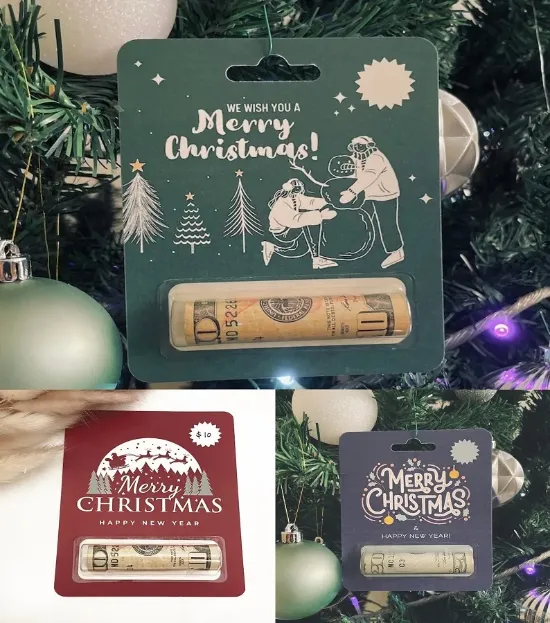 WE WISH YOU A
Merry
Christmas!
$10
Merry
CHRISTMAS
HAPPY NEW YEAR
MERRY
CHRISTMAS
&
HAPPY NEW YEAR!